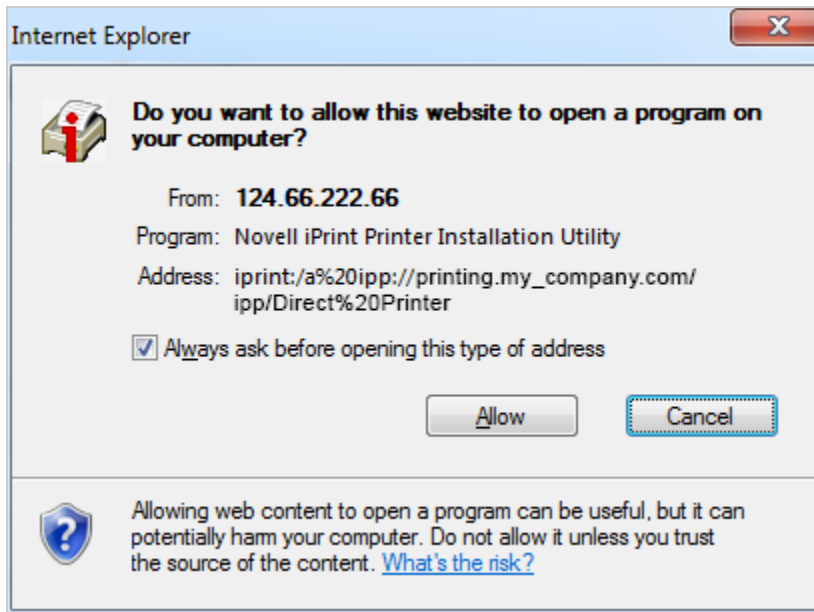 Internet Explorer
Do you want to allow this website to open a program on
your computer?
From: 124.66.222.66
Program: Novell iPrint Printer Installation Utility
Address: iprint:/a%20ipp://printing.my_company.com/
ipp/Direct%20Printer
Always ask before opening this type of address
Allow Cancel
Allowing web content to open a program can be useful, but it can
potentially harm your computer. Do not allow it unless you trust
the source of the content. What's the risk?